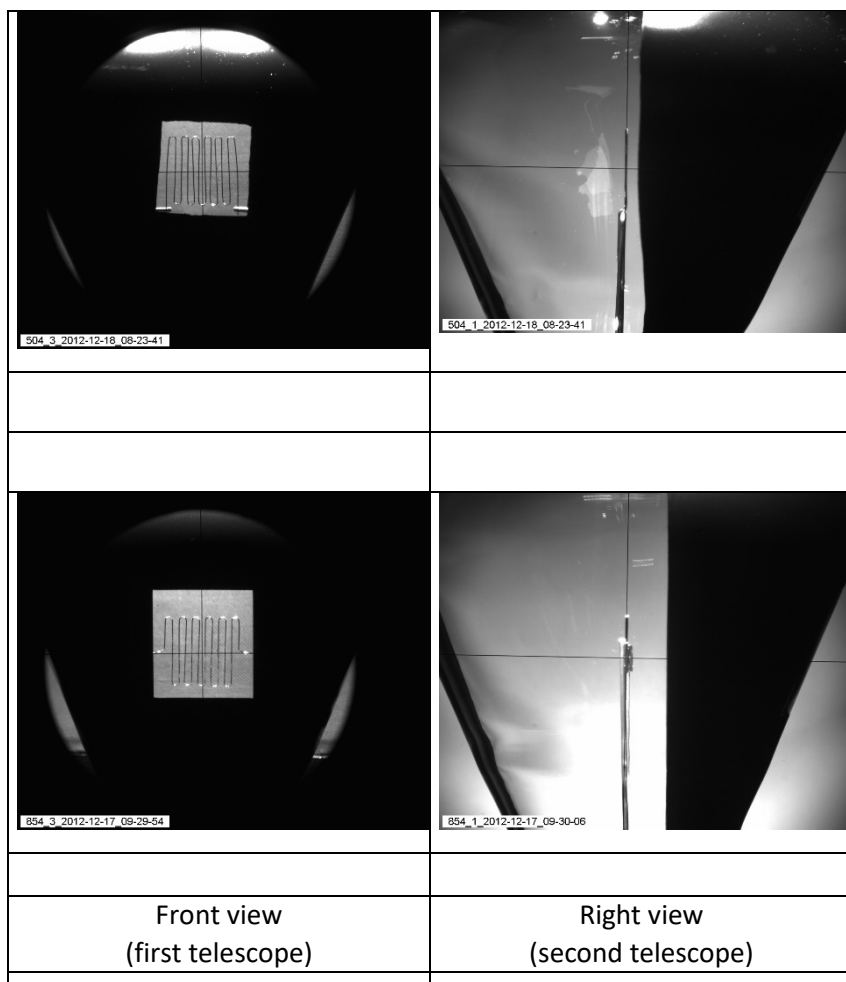 504_3_2012-12-18_08-23-41
504_1_2012-12-18_08-23-41
854_3_2012-12-17_09-29-54
854_1_2012-12-17_09-30-06
Front view
(first telescope)
Right view
(second telescope)